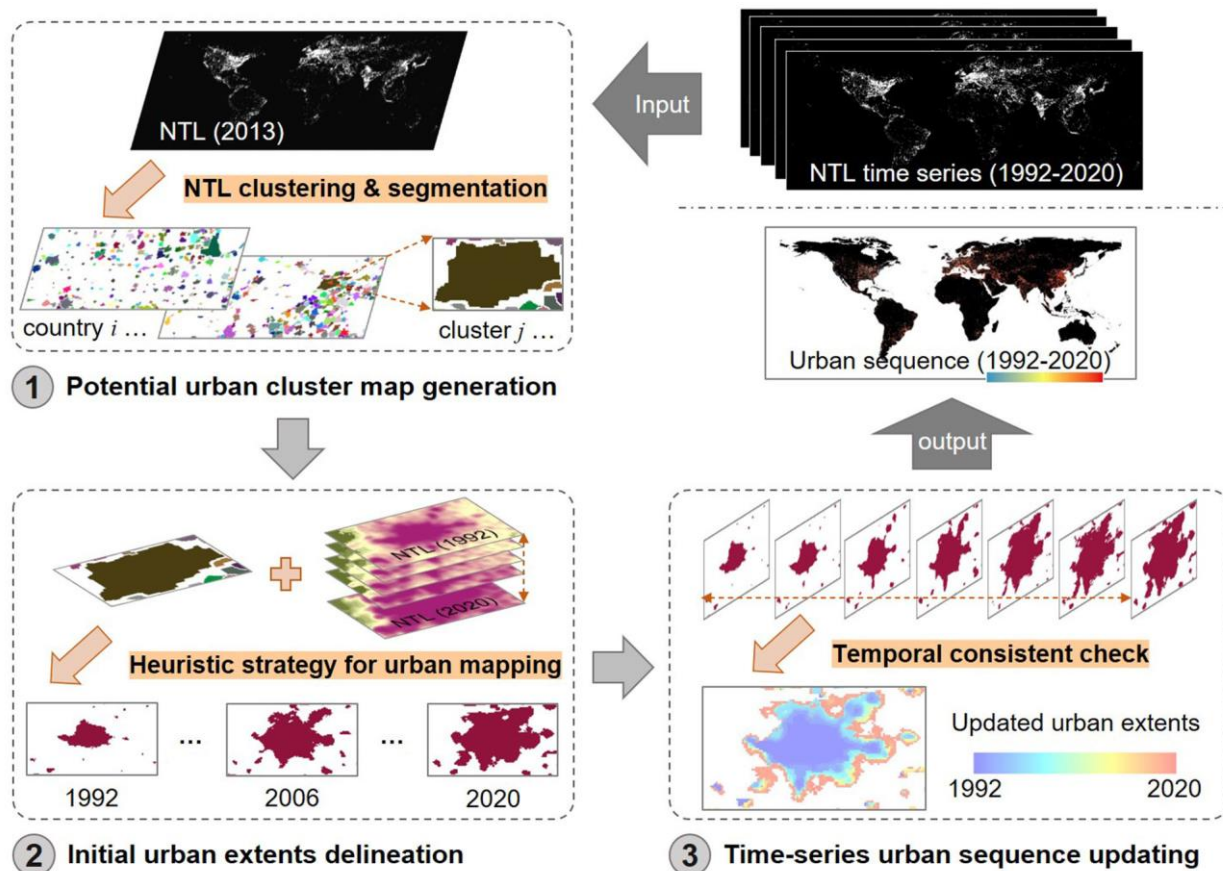 NTL (2013)
NTL clustering & segmentation
country i ...
cluster j ...
1 Potential urban cluster map generation
Input
NTL time series (1992-2020)
Urban sequence (1992-2020)
output
NTL (1992)
NTL (2020)
Heuristic strategy for urban mapping
... ...
1992 2006 2020
2 Initial urban extents delineation
Temporal consistent check
Updated urban extents
1992 2020
3 Time-series urban sequence updating